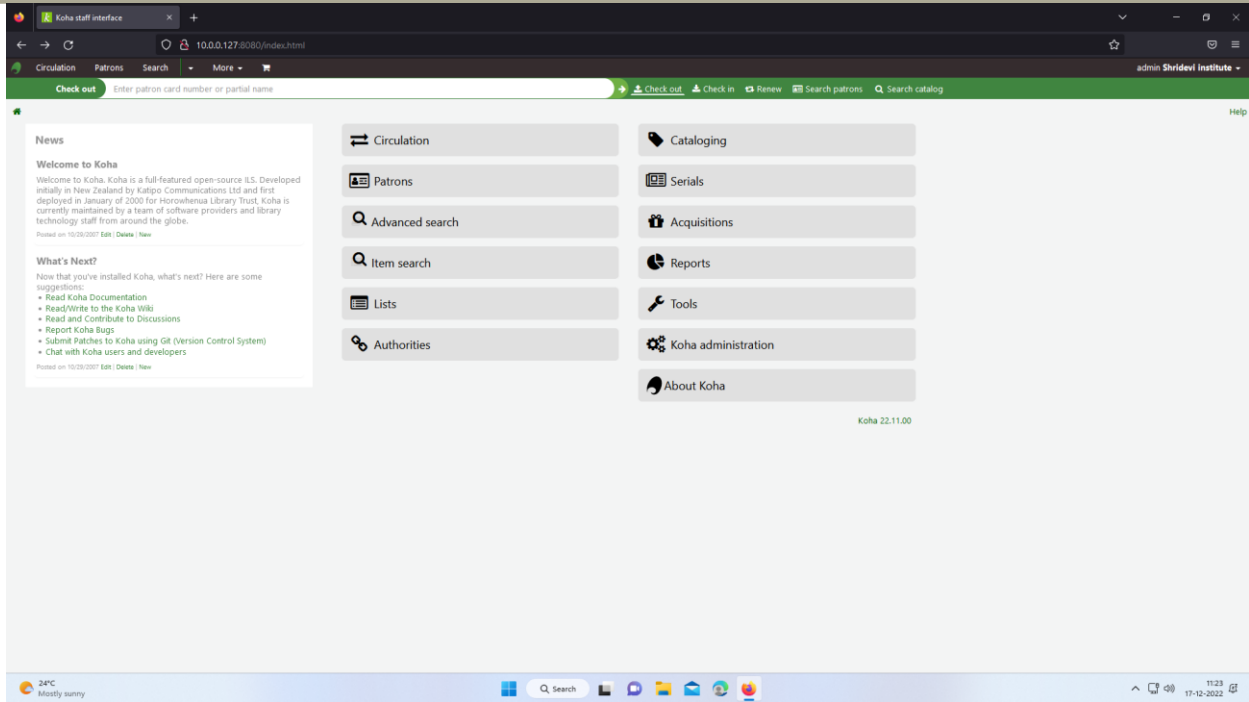 Koha staff interface
10.0.0.127:8080/index.html
Circulation Patrons Search More admin Shridevi institute
Check out Enter patron card number or partial name Check out Check in Renew Search patrons Search catalog
Help
News
Welcome to Koha
Welcome to Koha. Koha is a full-featured open-source ILS. Developed
initially in New Zealand by Katipo Communications Ltd and first
deployed in January of 2000 for Horowhenua Library Trust, Koha is
currently maintained by a team of software providers and library
technology staff from around the globe.
Posted on 10/29/2007 Edit | Delete | New
What's Next?
Now that you've installed Koha, what's next? Here are some
suggestions:
• Read Koha Documentation
• Read/Write to the Koha Wiki
• Read and Contribute to Discussions
• Report Koha Bugs
• Submit Patches to Koha using Git (Version Control System)
• Chat with Koha users and developers
Posted on 10/29/2007 Edit | Delete | New
Circulation
Patrons
Advanced search
Item search
Lists
Authorities
Cataloging
Serials
Acquisitions
Reports
Tools
Koha administration
About Koha
Koha 22.11.00
24°C
Mostly sunny
Search
11:23
17-12-2022